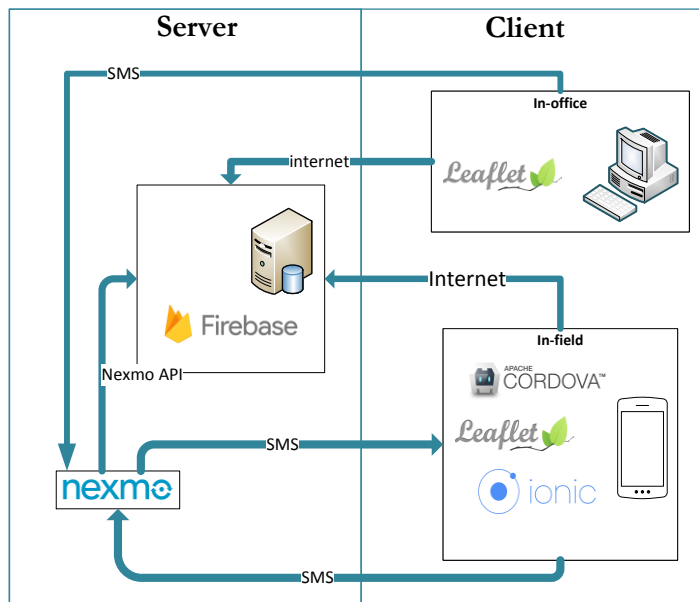 Server
Client
SMS
In-office
internet
Leaflet
Internet
Firebase
In-field
APACHE
CORDOVA™
Nexmo API
Leaflet
SMS
ionic
nexmo
SMS